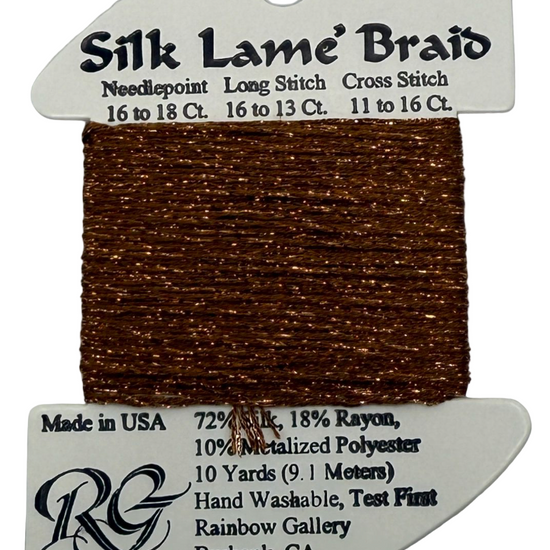 Silk Lame' Braid
Needlepoint Long Stitch Cross Stitch
16 to 18 Ct. 16 to 13 Ct. 11 to 16 Ct.
Made in USA
72% Silk, 18% Rayon,
10% Metalized Polyester
10 Yards (9.1 Meters)
Hand Washable, Test First
Rainbow Gallery
RG